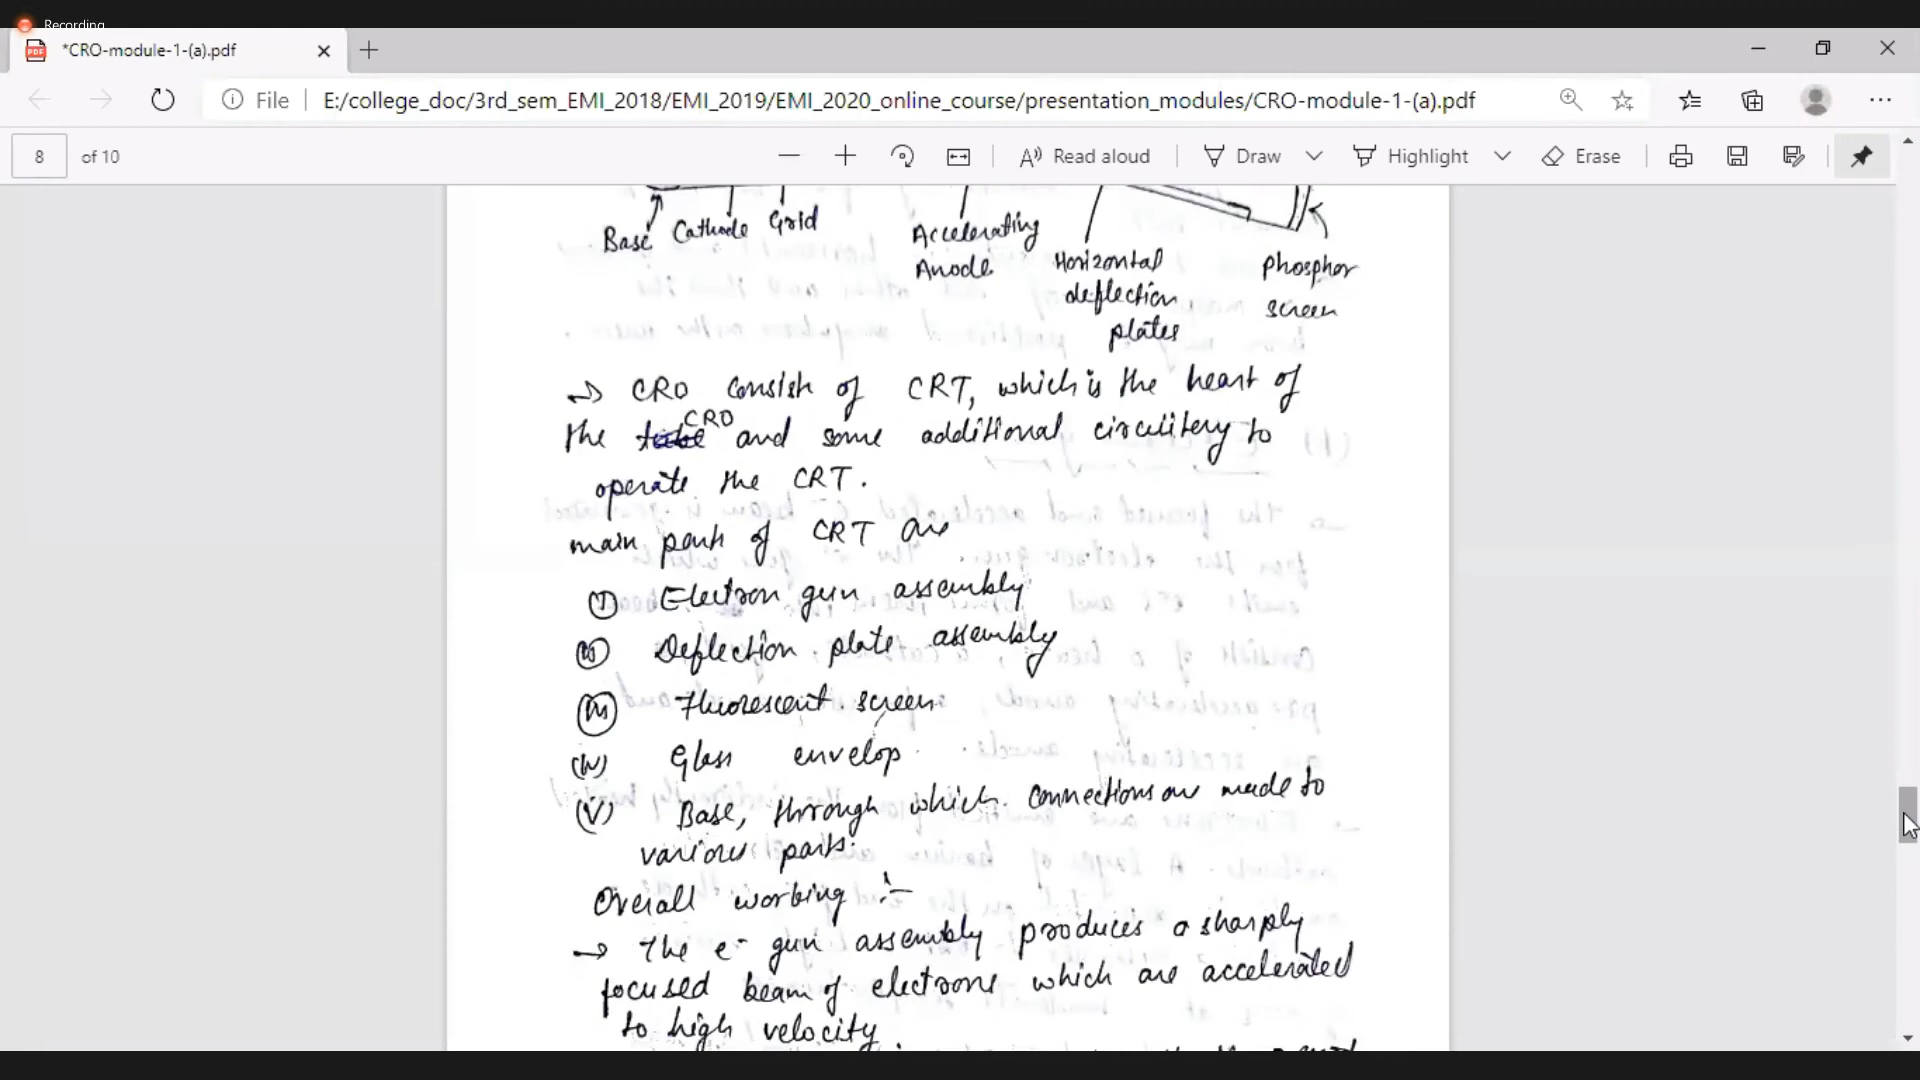 Recording
*CRO-module-1-(a).pdf
File
E:/college_doc/3rd_sem_EMI_2018/EMI_2019/EMI_2020_online_course/presentation_modules/CRO-module-1-(a).pdf
8 of 10
Read aloud
Draw
Highlight
Erase
Base Cathode Grid
Accelerating
Anode
Horizontal
deflection
plates
Phosphor
screen
→ CRO consist of CRT, which is the heart of
the CRO and some additional circuitery to
operate the CRT.
main parts of CRT are
(I) Electron gun assembly
(II) Deflection plate assembly
(III) Fluorescent screen
(IV) Glass envelop
(V) Base, through which connections are made to
various parts.
Overall working :-
→ The e⁻ gun assembly produces a sharply
focused beam of electrons which are accelerated
to high velocity